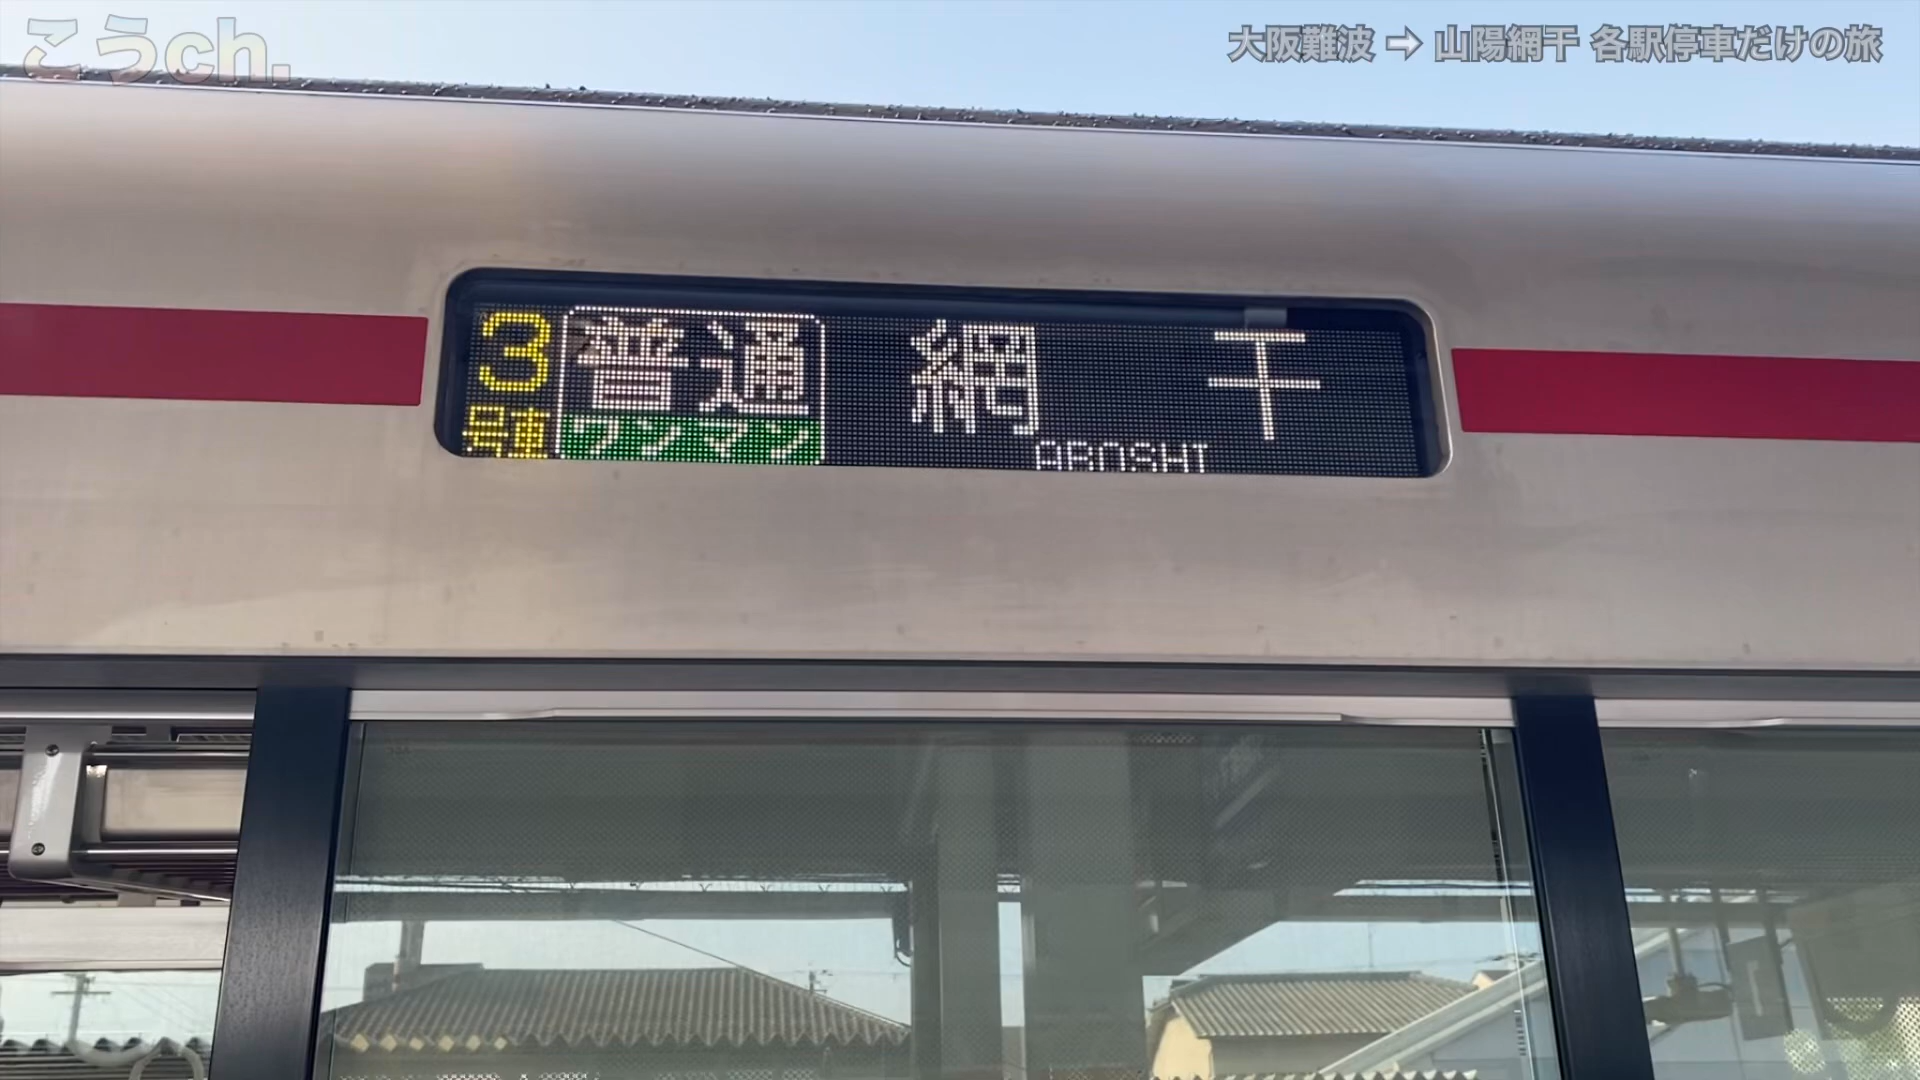 こうch.
大阪難波 ➡ 山陽網干 各駅停車だけの旅
3号車 普通 網干
ワンマン ABOSHI